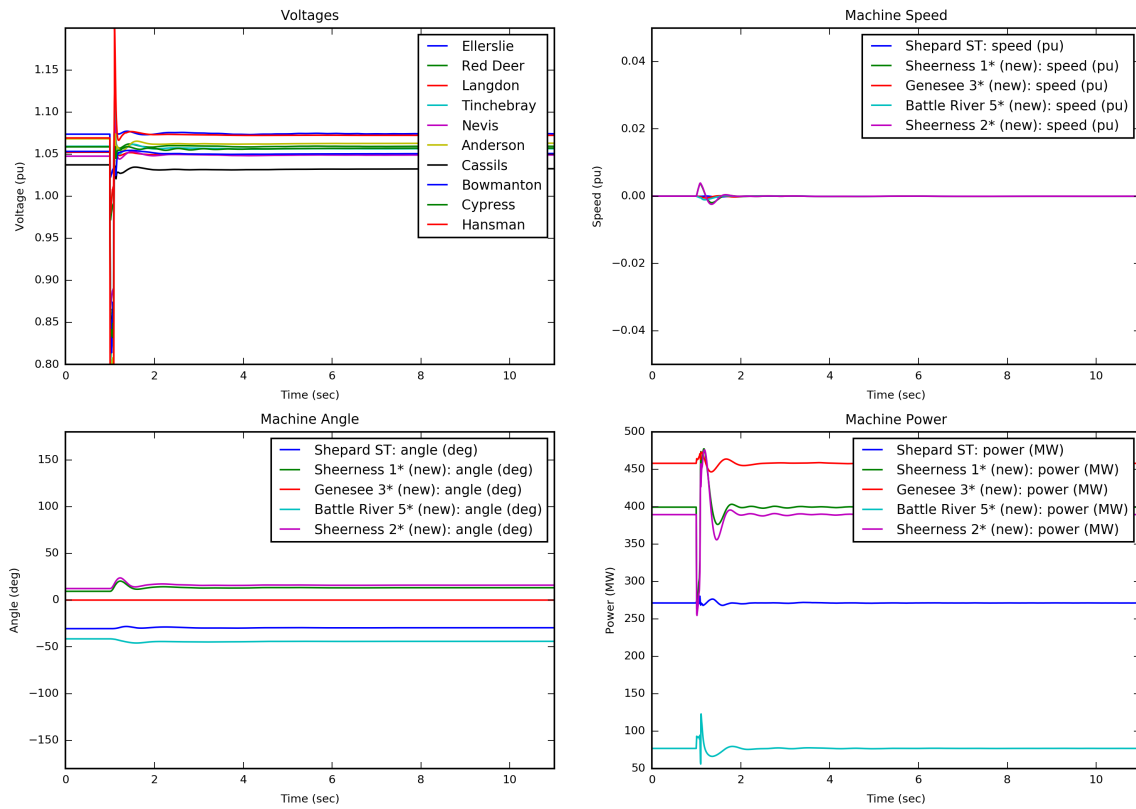 Voltages
Voltage (pu)
1.15
1.10
1.05
1.00
0.95
0.90
0.85
0.80
0 2 4 6 8 10
Time (sec)
Ellerslie
Red Deer
Langdon
Tinchebray
Nevis
Anderson
Cassils
Bowmanton
Cypress
Hansman
Machine Speed
Speed (pu)
0.04
0.02
0.00
−0.02
−0.04
0 2 4 6 8 10
Time (sec)
Shepard ST: speed (pu)
Sheerness 1* (new): speed (pu)
Genesee 3* (new): speed (pu)
Battle River 5* (new): speed (pu)
Sheerness 2* (new): speed (pu)
Machine Angle
Angle (deg)
150
100
50
0
−50
−100
−150
0 2 4 6 8 10
Time (sec)
Shepard ST: angle (deg)
Sheerness 1* (new): angle (deg)
Genesee 3* (new): angle (deg)
Battle River 5* (new): angle (deg)
Sheerness 2* (new): angle (deg)
Machine Power
Power (MW)
500
450
400
350
300
250
200
150
100
50
0 2 4 6 8 10
Time (sec)
Shepard ST: power (MW)
Sheerness 1* (new): power (MW)
Genesee 3* (new): power (MW)
Battle River 5* (new): power (MW)
Sheerness 2* (new): power (MW)